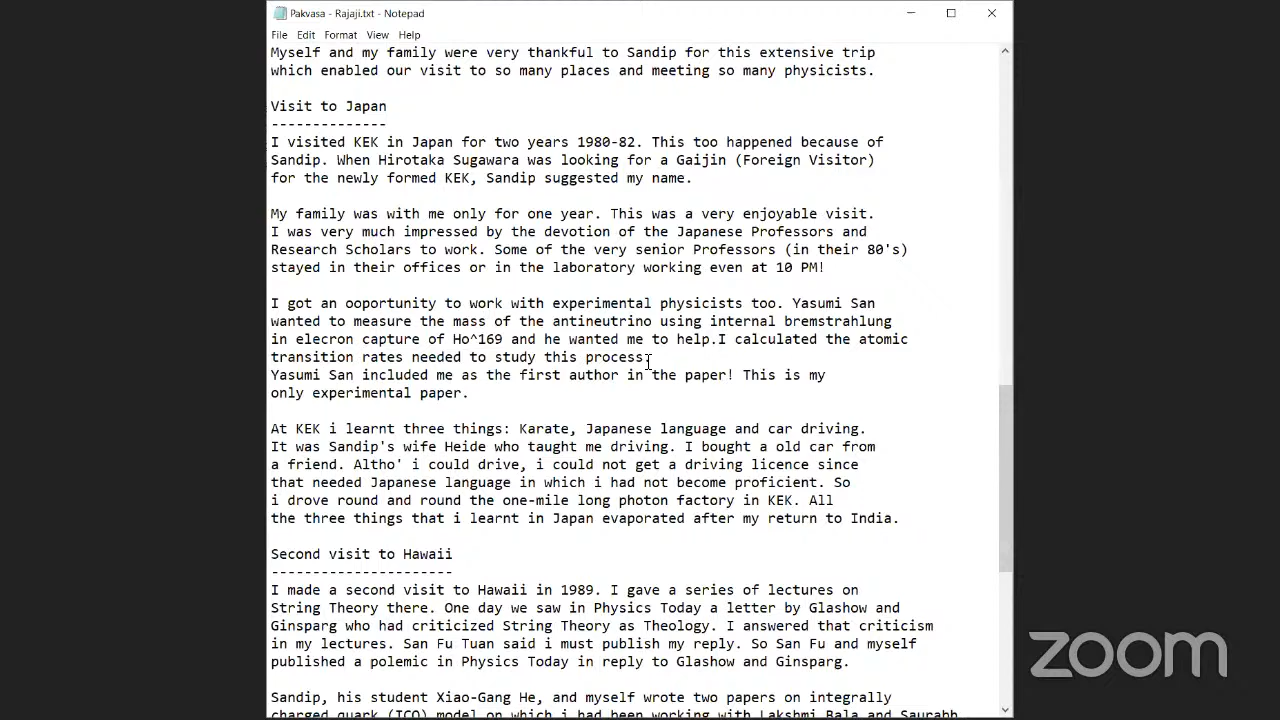 Pakvasa - Rajaji.txt - Notepad
File Edit Format View Help
Myself and my family were very thankful to Sandip for this extensive trip
which enabled our visit to so many places and meeting so many physicists.
Visit to Japan
--------------
I visited KEK in Japan for two years 1980-82. This too happened because of
Sandip. When Hirotaka Sugawara was looking for a Gaijin (Foreign Visitor)
for the newly formed KEK, Sandip suggested my name.
My family was with me only for one year. This was a very enjoyable visit.
I was very much impressed by the devotion of the Japanese Professors and
Research Scholars to work. Some of the very senior Professors (in their 80's)
stayed in their offices or in the laboratory working even at 10 PM!
I got an ooportunity to work with experimental physicists too. Yasumi San
wanted to measure the mass of the antineutrino using internal bremstrahlung
in elecron capture of Ho^169 and he wanted me to help.I calculated the atomic
transition rates needed to study this process.
Yasumi San included me as the first author in the paper! This is my
only experimental paper.
At KEK i learnt three things: Karate, Japanese language and car driving.
It was Sandip's wife Heide who taught me driving. I bought a old car from
a friend. Altho' i could drive, i could not get a driving licence since
that needed Japanese language in which i had not become proficient. So
i drove round and round the one-mile long photon factory in KEK. All
the three things that i learnt in Japan evaporated after my return to India.
Second visit to Hawaii
----------------------
I made a second visit to Hawaii in 1989. I gave a series of lectures on
String Theory there. One day we saw in Physics Today a letter by Glashow and
Ginsparg who had criticized String Theory as Theology. I answered that criticism
in my lectures. San Fu Tuan said i must publish my reply. So San Fu and myself
published a polemic in Physics Today in reply to Glashow and Ginsparg.
Sandip, his student Xiao-Gang He, and myself wrote two papers on integrally
charged quark (ICQ) model on which i had been working with Lakshmi Bala and Saurabh
zoom